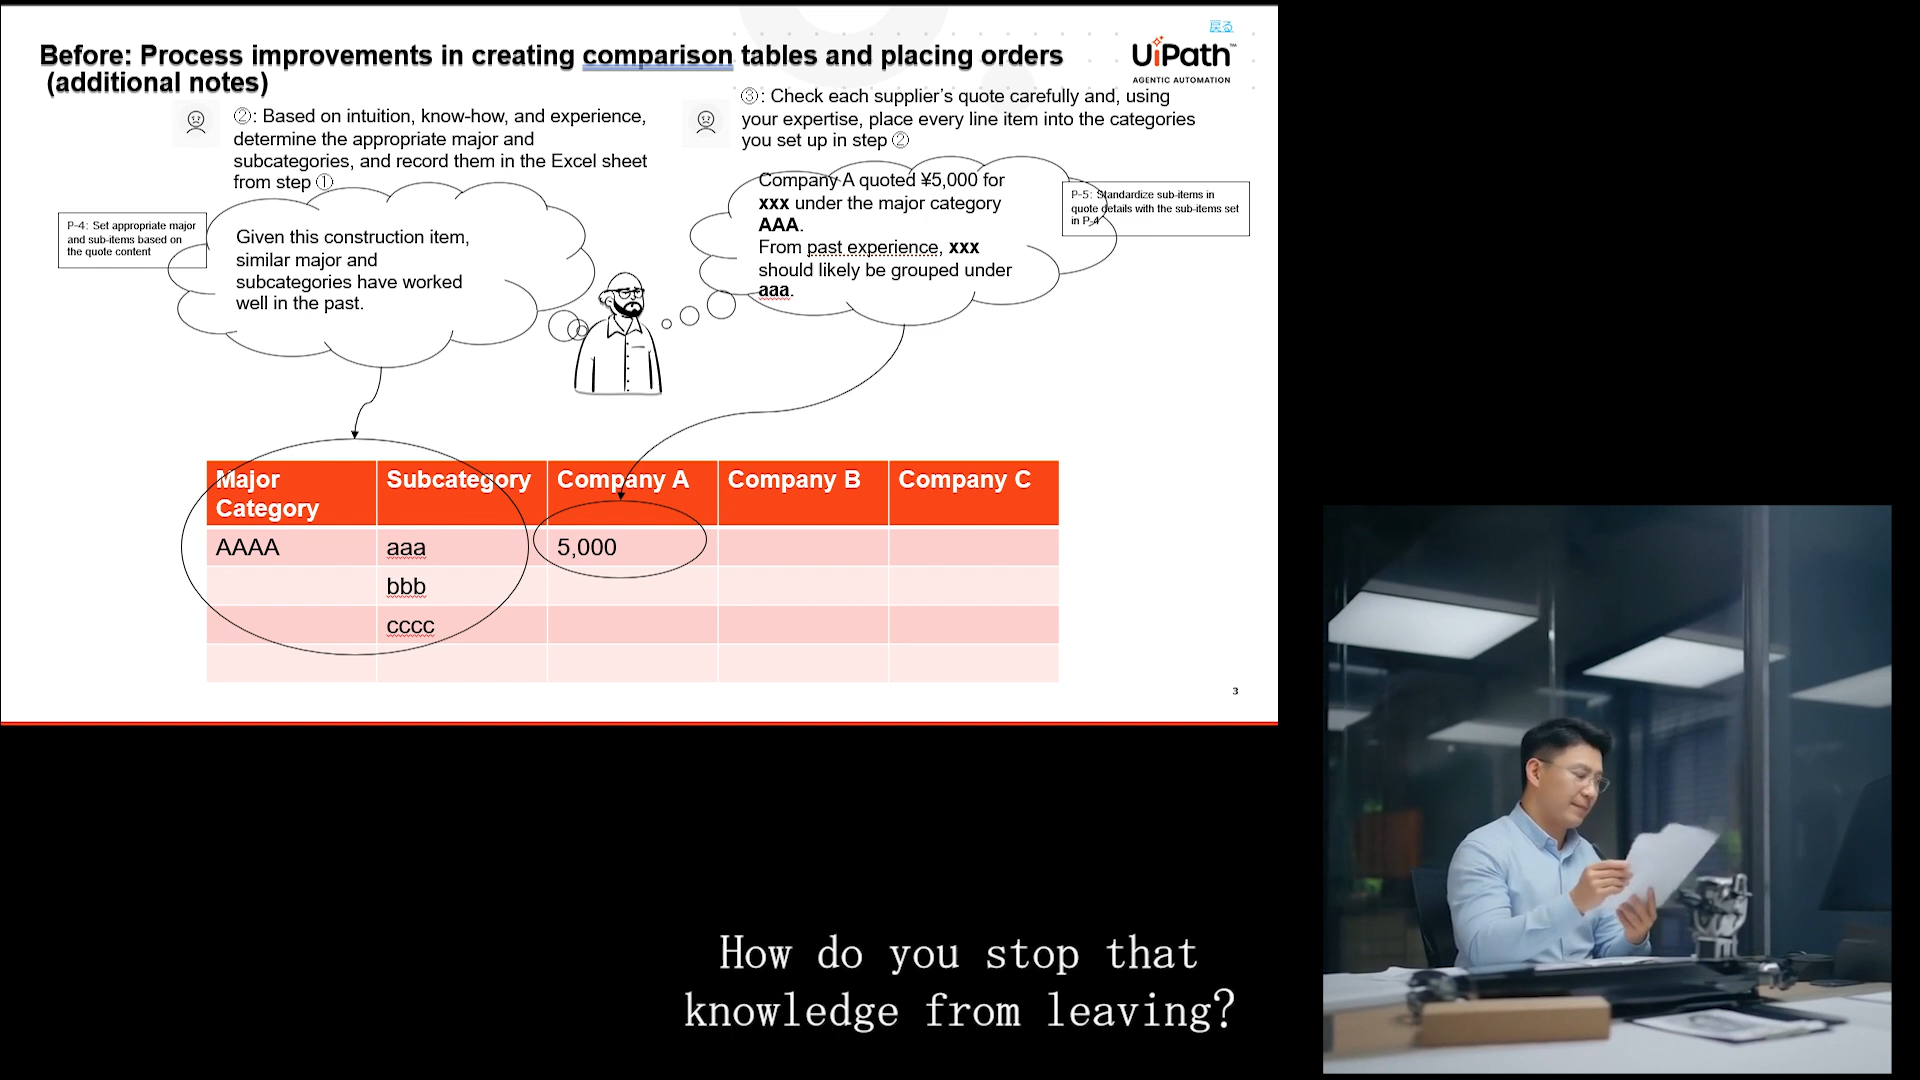 戻る
Before: Process improvements in creating comparison tables and placing orders
(additional notes)
UiPath™
AGENTIC AUTOMATION
②: Based on intuition, know-how, and experience,
determine the appropriate major and
subcategories, and record them in the Excel sheet
from step ①
③: Check each supplier’s quote carefully and, using
your expertise, place every line item into the categories
you set up in step ②
P-4: Set appropriate major
and sub-items based on
the quote content
Given this construction item,
similar major and
subcategories have worked
well in the past.
Company A quoted ¥5,000 for
xxx under the major category
AAA.
From past experience, xxx
should likely be grouped under
aaa.
P-5: Standardize sub-items in
quote details with the sub-items set
in P-4
Major Category Subcategory Company A Company B Company C
AAAA aaa 5,000
bbb
cccc
3
How do you stop that
knowledge from leaving?